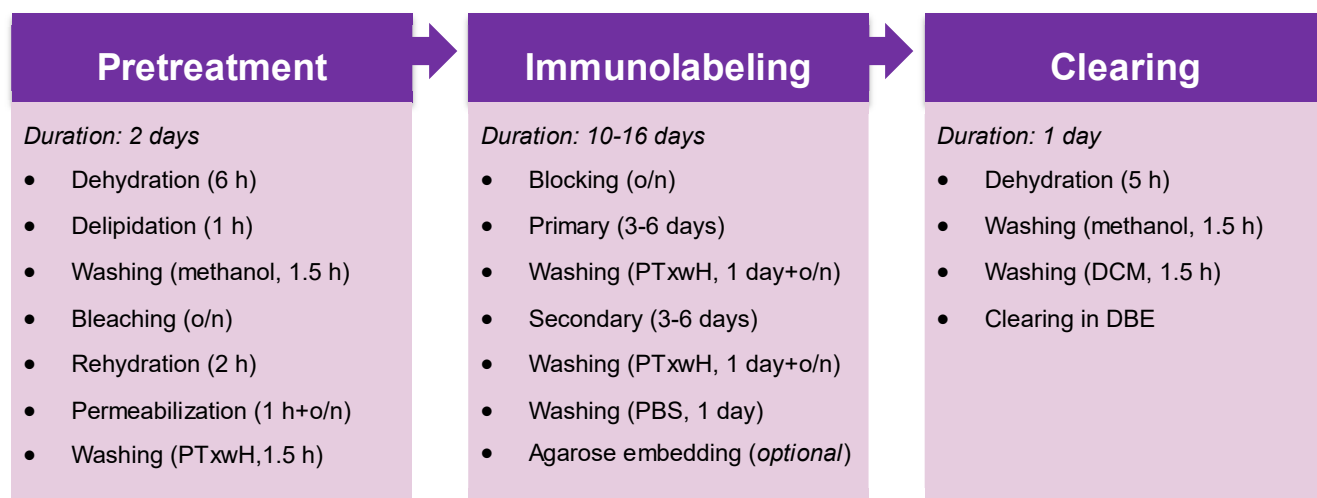 Pretreatment
Duration: 2 days
• Dehydration (6 h)
• Delipidation (1 h)
• Washing (methanol, 1.5 h)
• Bleaching (o/n)
• Rehydration (2 h)
• Permeabilization (1 h+o/n)
• Washing (PTxwH,1.5 h)
Immunolabeling
Duration: 10-16 days
• Blocking (o/n)
• Primary (3-6 days)
• Washing (PTxwH, 1 day+o/n)
• Secondary (3-6 days)
• Washing (PTxwH, 1 day+o/n)
• Washing (PBS, 1 day)
• Agarose embedding (optional)
Clearing
Duration: 1 day
• Dehydration (5 h)
• Washing (methanol, 1.5 h)
• Washing (DCM, 1.5 h)
• Clearing in DBE